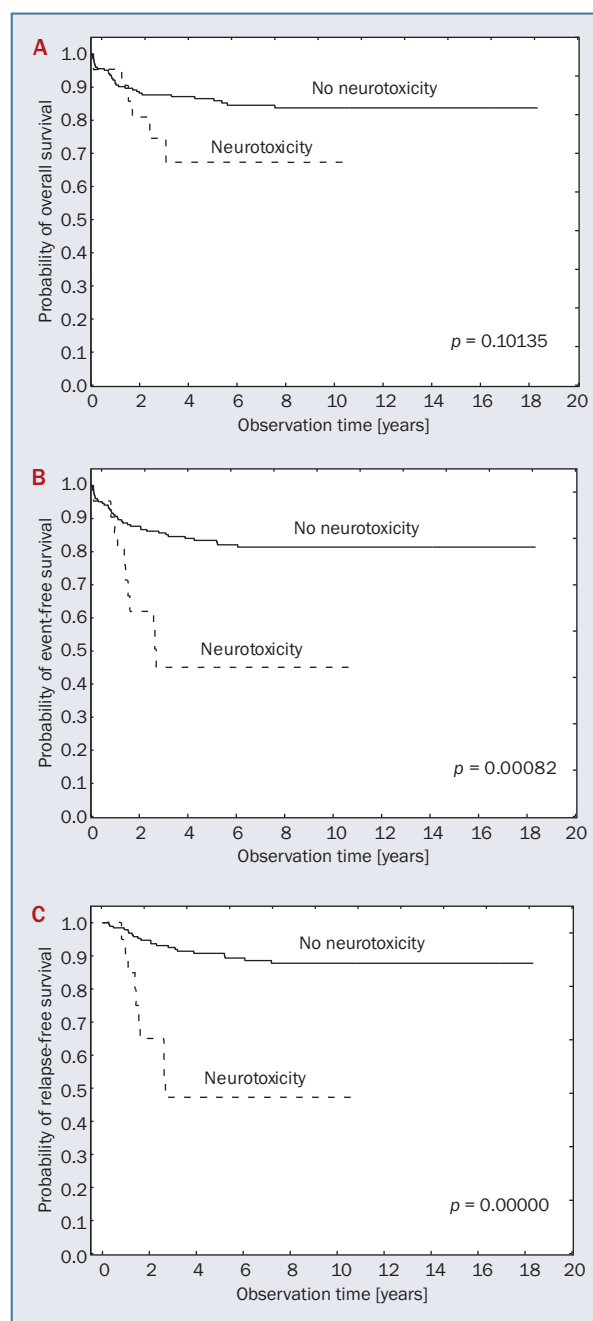 A
Probability of overall survival
1.0
0.9
0.8
0.7
0.6
0.5
0.4
0.3
0.2
0.1
0.0
No neurotoxicity
Neurotoxicity
p = 0.10135
0 2 4 6 8 10 12 14 16 18 20
Observation time [years]
B
Probability of event-free survival
1.0
0.9
0.8
0.7
0.6
0.5
0.4
0.3
0.2
0.1
0.0
No neurotoxicity
Neurotoxicity
p = 0.00082
0 2 4 6 8 10 12 14 16 18 20
Observation time [years]
C
Probability of relapse-free survival
1.0
0.9
0.8
0.7
0.6
0.5
0.4
0.3
0.2
0.1
0.0
No neurotoxicity
Neurotoxicity
p = 0.00000
0 2 4 6 8 10 12 14 16 18 20
Observation time [years]